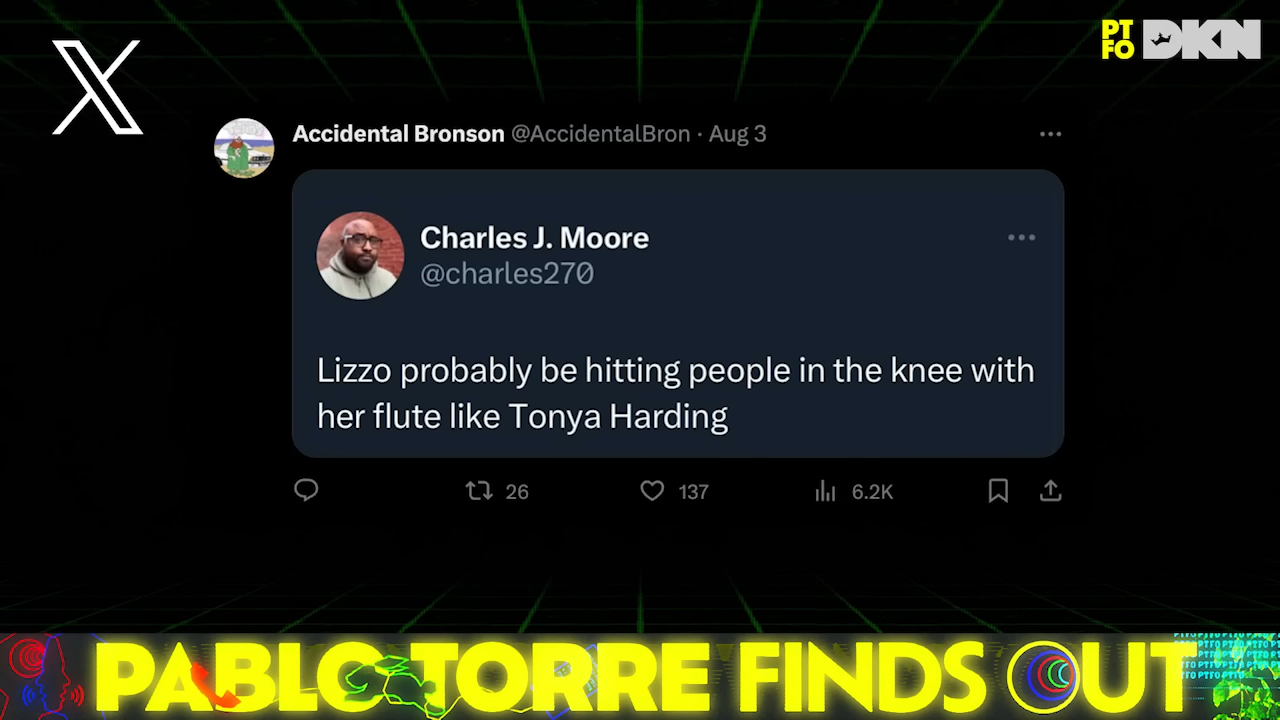 PT
FO DKN
Accidental Bronson @AccidentalBron · Aug 3
Charles J. Moore
@charles270
Lizzo probably be hitting people in the knee with
her flute like Tonya Harding
26 137 6.2K
PABLO TORRE FINDS OUT